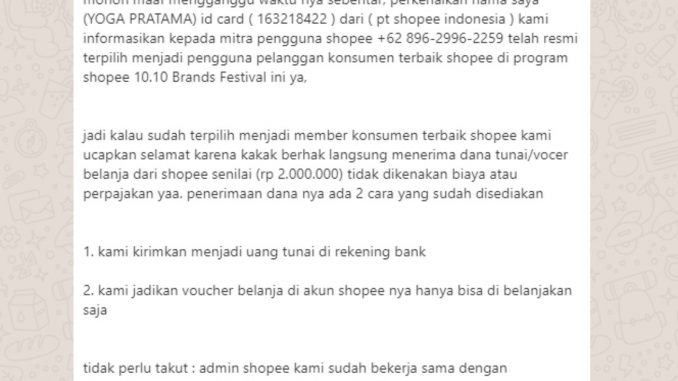 mohon maaf mengganggu waktu nya sebentar, perkenalkan nama saya
(YOGA PRATAMA) id card ( 163218422 ) dari ( pt shopee indonesia ) kami
informasikan kepada mitra pengguna shopee +62 896-2996-2259 telah resmi
terpilih menjadi pengguna pelanggan konsumen terbaik shopee di program
shopee 10.10 Brands Festival ini ya,
jadi kalau sudah terpilih menjadi member konsumen terbaik shopee kami
ucapkan selamat karena kakak berhak langsung menerima dana tunai/vocer
belanja dari shopee senilai (rp 2.000.000) tidak dikenakan biaya atau
perpajakan yaa. penerimaan dana nya ada 2 cara yang sudah disediakan
1. kami kirimkan menjadi uang tunai di rekening bank
2. kami jadikan voucher belanja di akun shopee nya hanya bisa di belanjakan
saja
tidak perlu takut : admin shopee kami sudah bekerja sama dengan